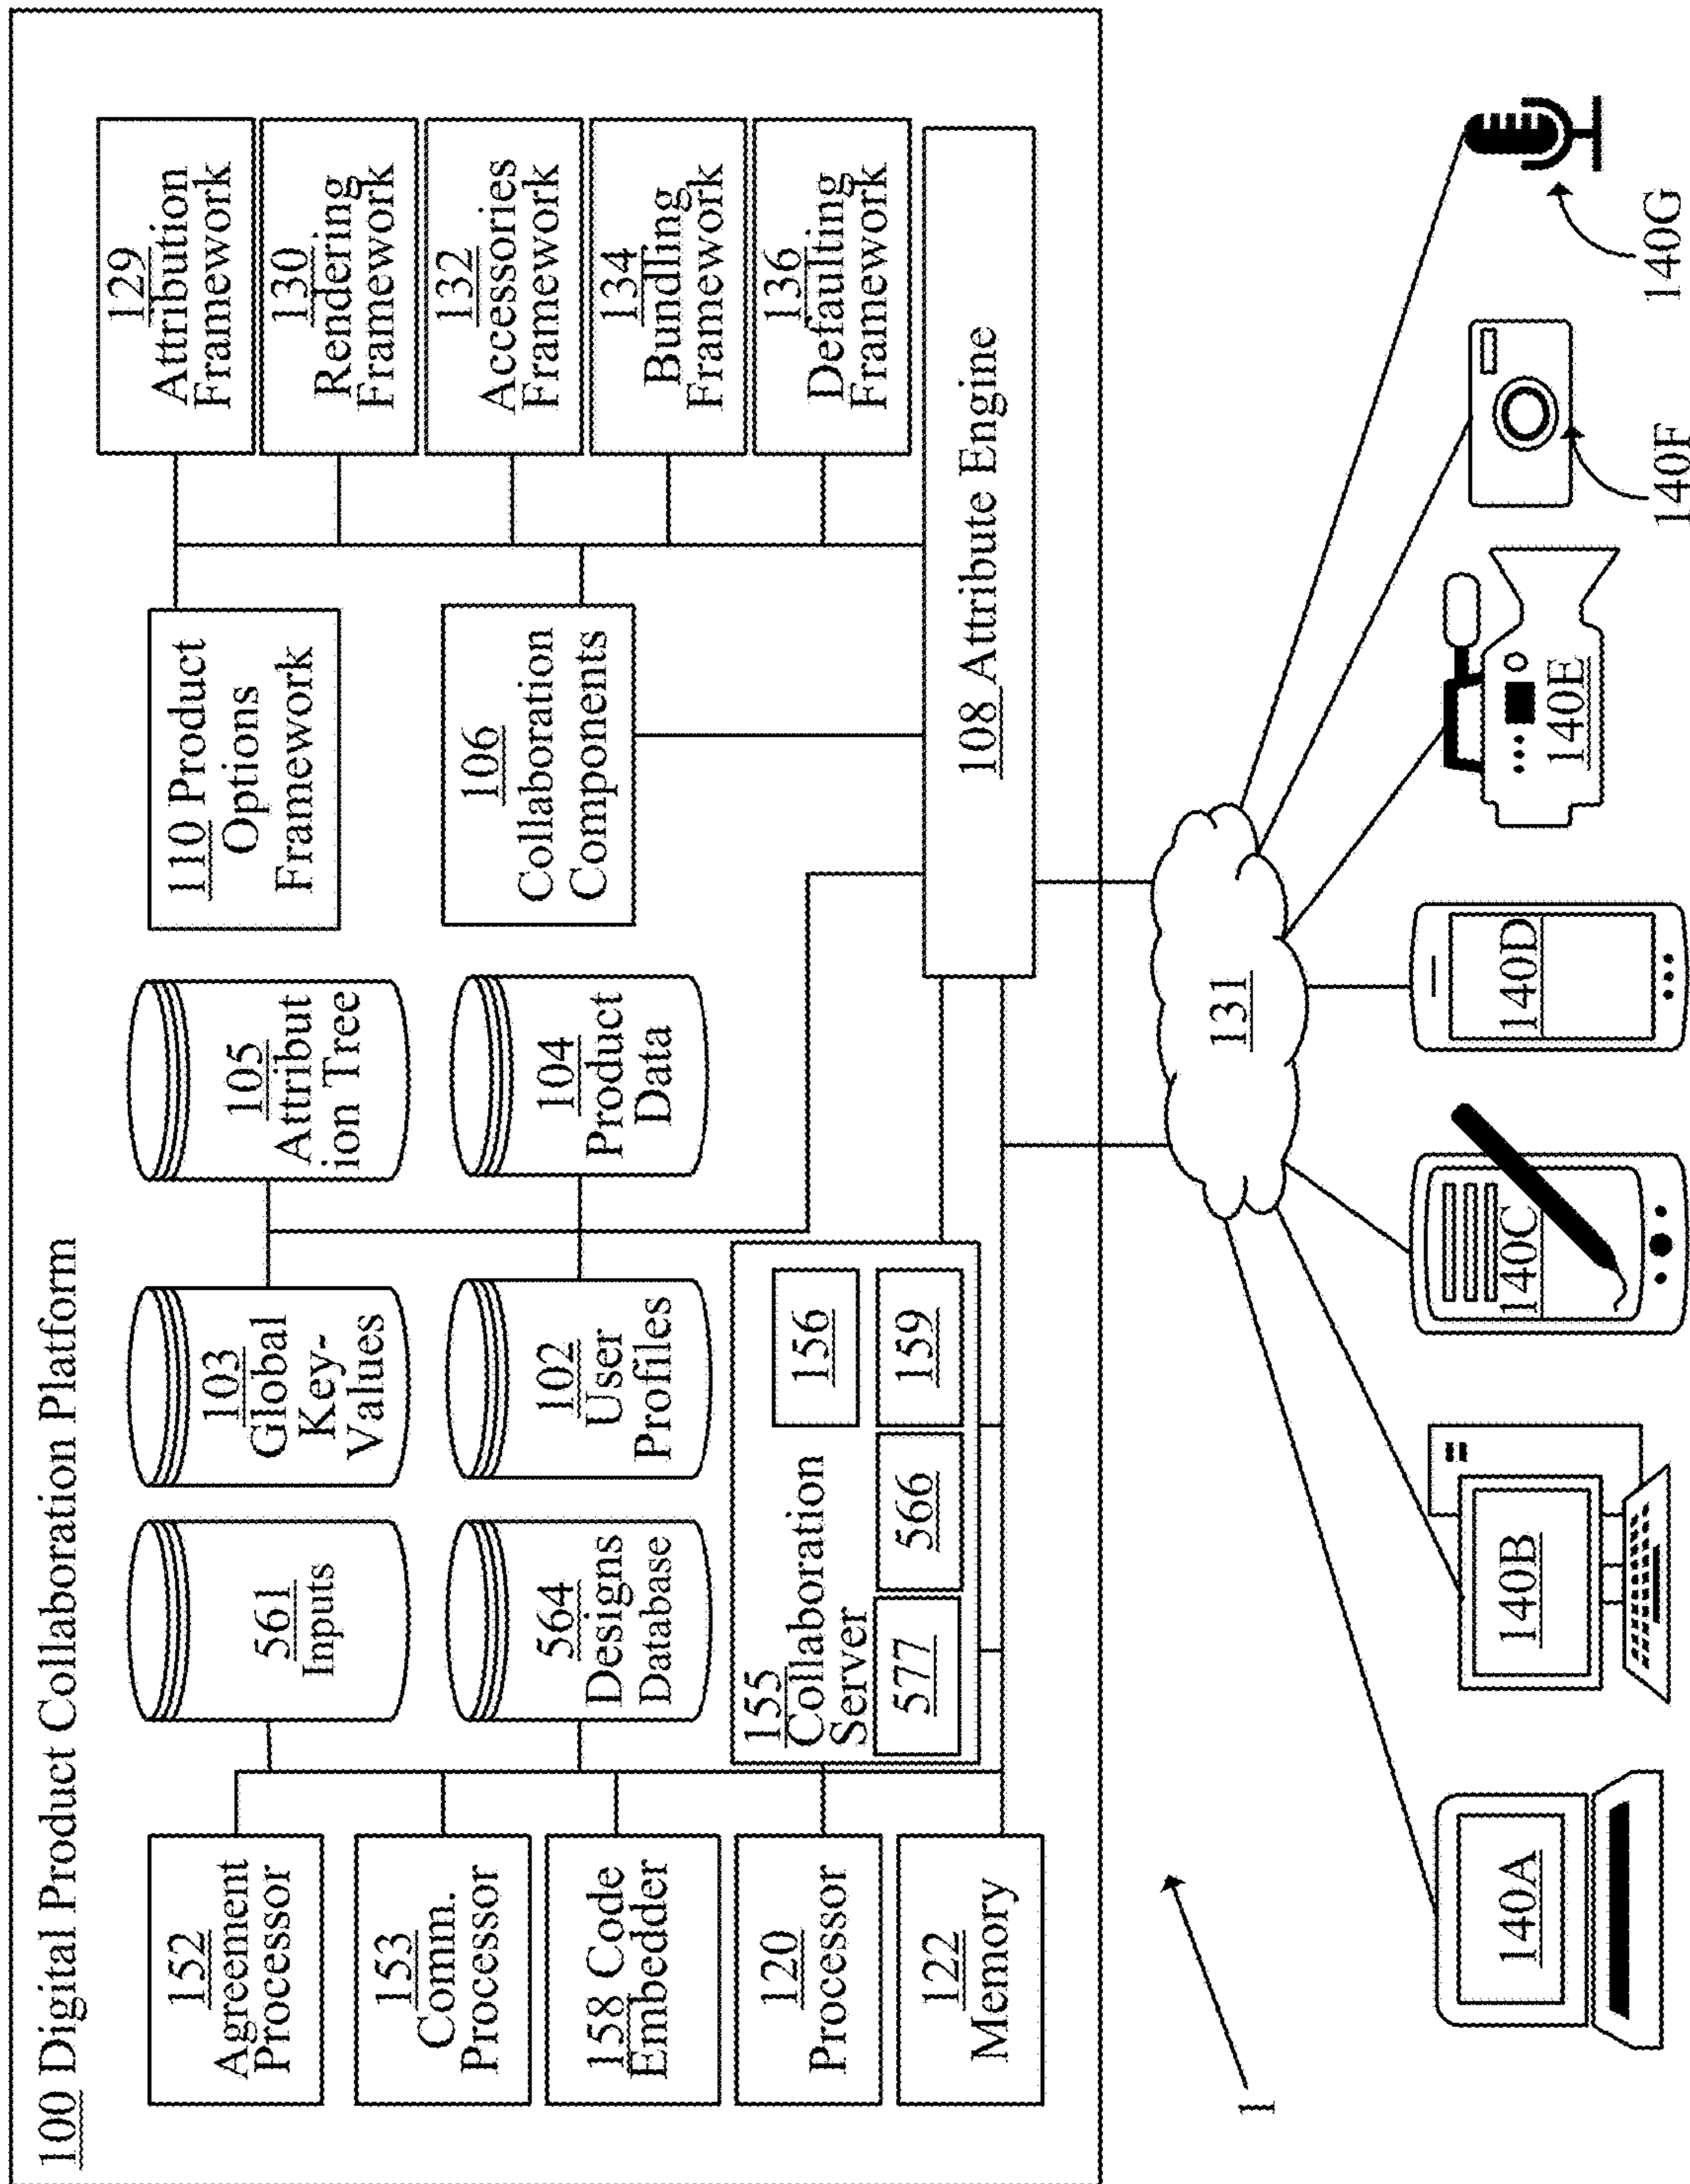 100 Digital Product Collaboration Platform
152
Agreement
Processor
153
Comm.
Processor
158 Code
Embedder
120
Processor
122
Memory
561
Inputs
564
Designs
Database
103
Global
Key-
Values
102
User
Profiles
105
Attribut
ion Tree
104
Product
Data
155
Collaboration
Server
156
577
566
159
110 Product
Options
Framework
106
Collaboration
Components
129
Attribution
Framework
130
Rendering
Framework
132
Accessories
Framework
134
Bundling
Framework
136
Defaulting
Framework
108 Attribute Engine
131
1
140A
140B
140C
140D
140E
140F
140G